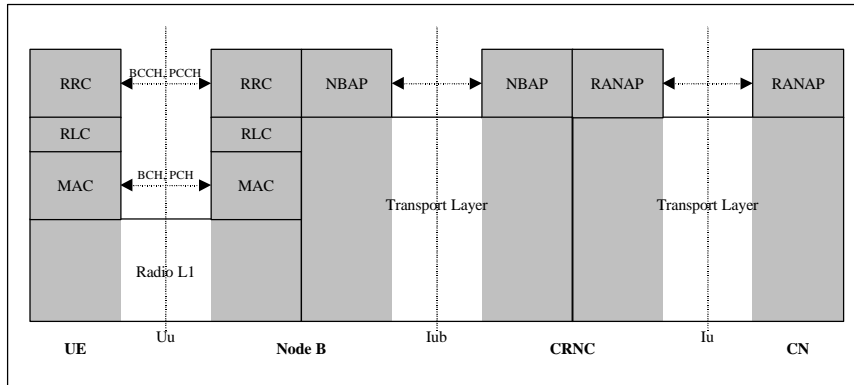 BCCH, PCCH
RRC
RRC
NBAP
NBAP
RANAP
RANAP
RLC
RLC
BCH, PCH
MAC
MAC
Transport Layer
Transport Layer
Radio L1
Uu
Iub
Iu
UE
Node B
CRNC
CN